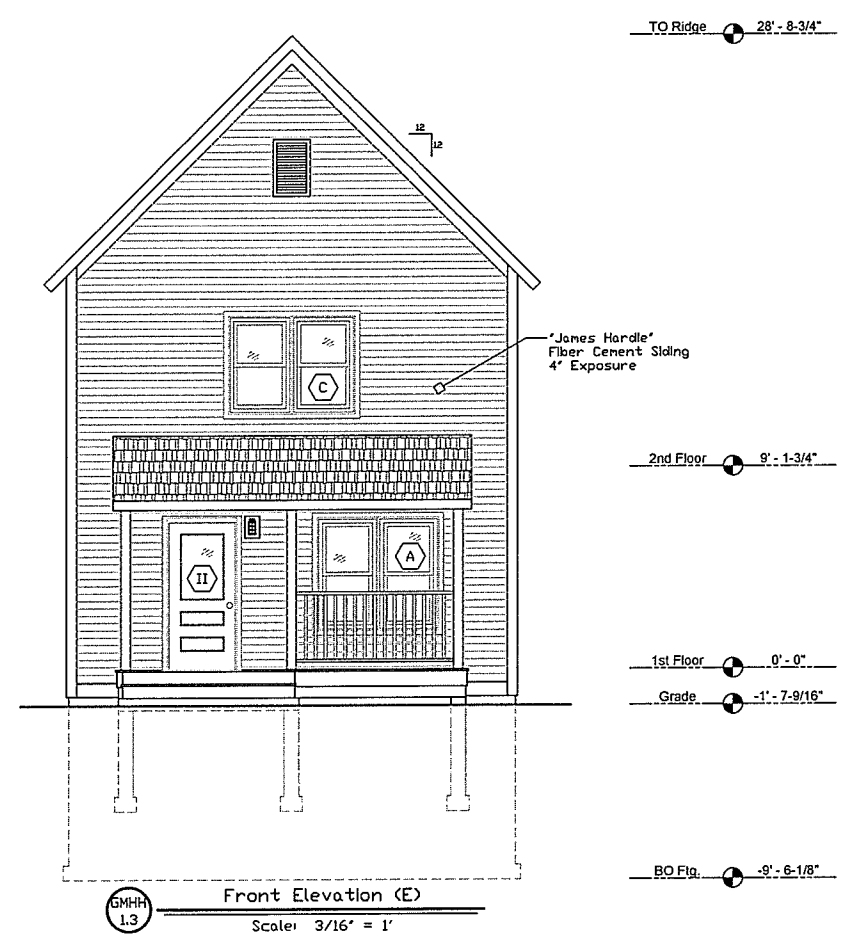 TO Ridge 28' - 8-3/4"
12
12
"James Hardie"
Fiber Cement Siding
4" Exposure
C
2nd Floor 9' - 1-3/4"
A
II
1st Floor 0' - 0"
Grade -1' - 7-9/16"
BO Ftg. -9' - 6-1/8"
GMHH
1.3
Front Elevation (E)
Scale: 3/16" = 1'